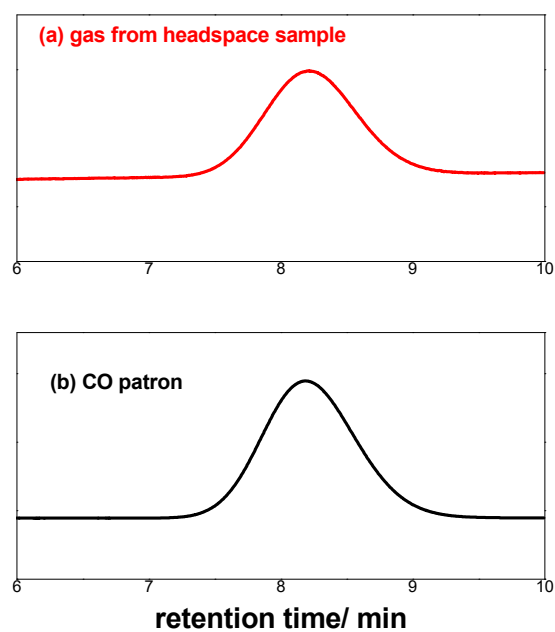 (a) gas from headspace sample
6 7 8 9 10
(b) CO patron
6 7 8 9 10
retention time/ min